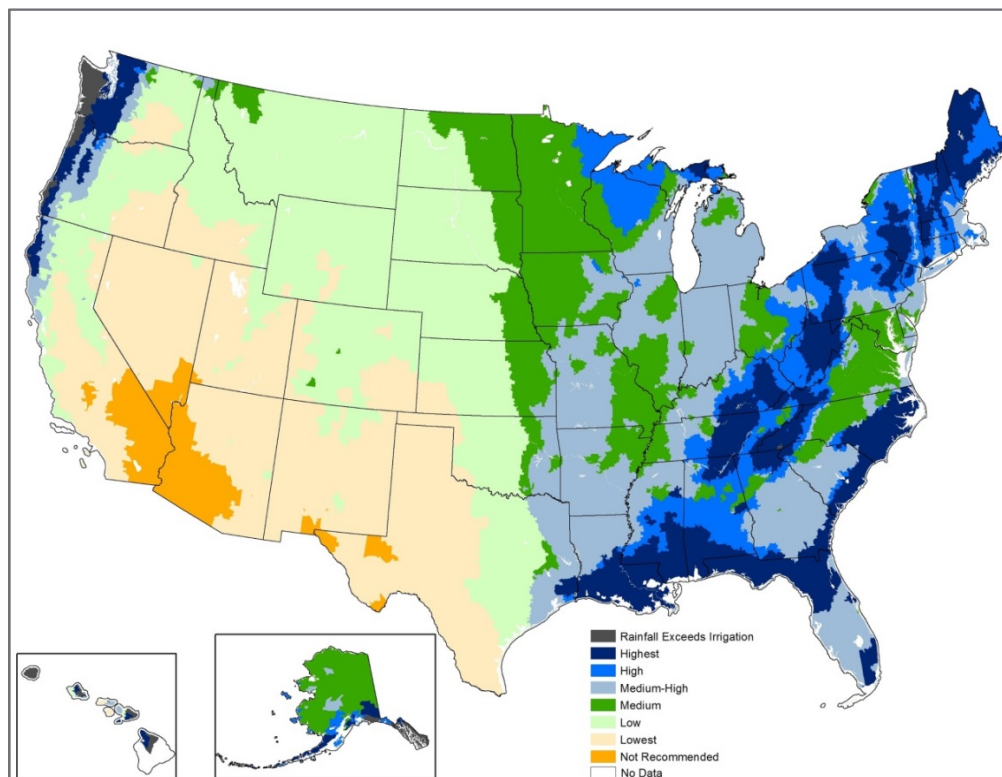 Rainfall Exceeds Irrigation
Highest
High
Medium-High
Medium
Low
Lowest
Not Recommended
No Data